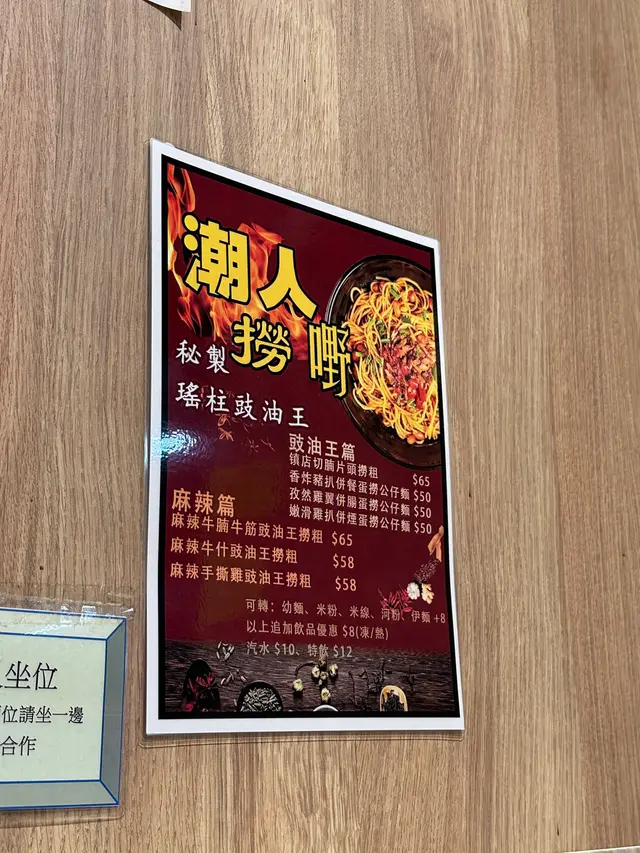 潮人
撈嘢
秘製
瑤柱豉油王
豉油王篇
镇店切腩片頭撈粗 $65
香炸豬扒併餐蛋撈公仔麵 $50
孜然雞翼併腸蛋撈公仔麵 $50
嫩滑雞扒併煙蛋撈公仔麵 $50
麻辣篇
麻辣牛腩牛筋豉油王撈粗 $65
麻辣牛什豉油王撈粗 $58
麻辣手撕雞豉油王撈粗 $58
可轉：幼麵、米粉、米線、河粉、伊麵 +8
以上追加飲品優惠 $8(凍/熱)
汽水 $10、特飲 $12
坐位
位請坐一邊
合作